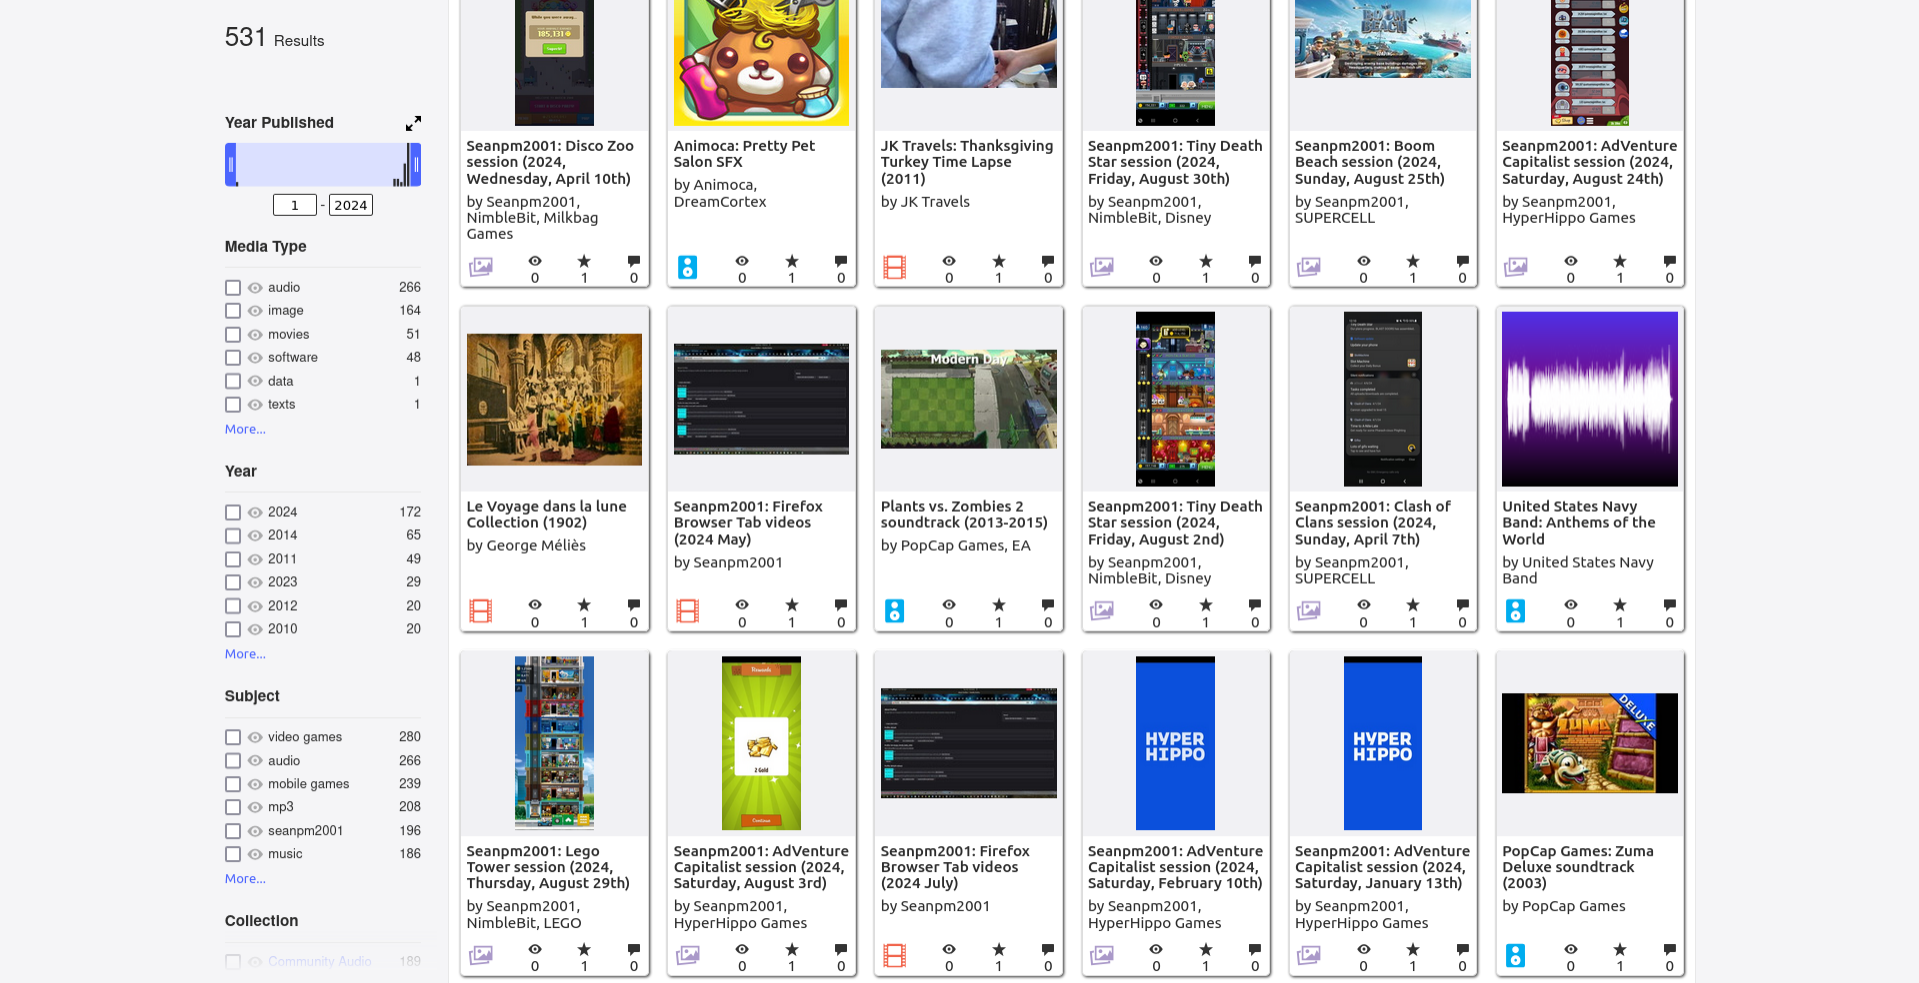 531 Results
Year Published
1 - 2024
Media Type
audio 266
image 164
movies 51
software 48
data 1
texts 1
More...
Year
2024 172
2014 65
2011 49
2023 29
2012 20
2010 20
More...
Subject
video games 280
audio 266
mobile games 239
mp3 208
seanpm2001 196
music 186
More...
Collection
Community Audio 189
While you were away...
185,131
BOOM
BEACH
Seanpm2001: Disco Zoo
session (2024,
Wednesday, April 10th)
by Seanpm2001,
NimbleBit, Milkbag
Games
0 1 0
Animoca: Pretty Pet
Salon SFX
by Animoca,
DreamCortex
0 1 0
JK Travels: Thanksgiving
Turkey Time Lapse
(2011)
by JK Travels
0 1 0
Seanpm2001: Tiny Death
Star session (2024,
Friday, August 30th)
by Seanpm2001,
NimbleBit, Disney
0 1 0
Seanpm2001: Boom
Beach session (2024,
Sunday, August 25th)
by Seanpm2001,
SUPERCELL
0 1 0
Seanpm2001: AdVenture
Capitalist session (2024,
Saturday, August 24th)
by Seanpm2001,
HyperHippo Games
0 1 0
Le Voyage dans la lune
Collection (1902)
by George Méliès
0 1 0
Seanpm2001: Firefox
Browser Tab videos
(2024 May)
by Seanpm2001
0 1 0
Modern Day
Plants vs. Zombies 2
soundtrack (2013-2015)
by PopCap Games, EA
0 1 0
Seanpm2001: Tiny Death
Star session (2024,
Friday, August 2nd)
by Seanpm2001,
NimbleBit, Disney
0 1 0
Seanpm2001: Clash of
Clans session (2024,
Sunday, April 7th)
by Seanpm2001,
SUPERCELL
0 1 0
United States Navy
Band: Anthems of the
World
by United States Navy
Band
0 1 0
Seanpm2001: Lego
Tower session (2024,
Thursday, August 29th)
by Seanpm2001,
NimbleBit, LEGO
0 1 0
Rewards
2 Gold
Continue
Seanpm2001: AdVenture
Capitalist session (2024,
Saturday, August 3rd)
by Seanpm2001,
HyperHippo Games
0 1 0
Seanpm2001: Firefox
Browser Tab videos
(2024 July)
by Seanpm2001
0 1 0
HYPER
HIPPO
Seanpm2001: AdVenture
Capitalist session (2024,
Saturday, February 10th)
by Seanpm2001,
HyperHippo Games
0 1 0
HYPER
HIPPO
Seanpm2001: AdVenture
Capitalist session (2024,
Saturday, January 13th)
by Seanpm2001,
HyperHippo Games
0 1 0
ZUMA
DELUXE
PopCap Games: Zuma
Deluxe soundtrack
(2003)
by PopCap Games
0 1 0